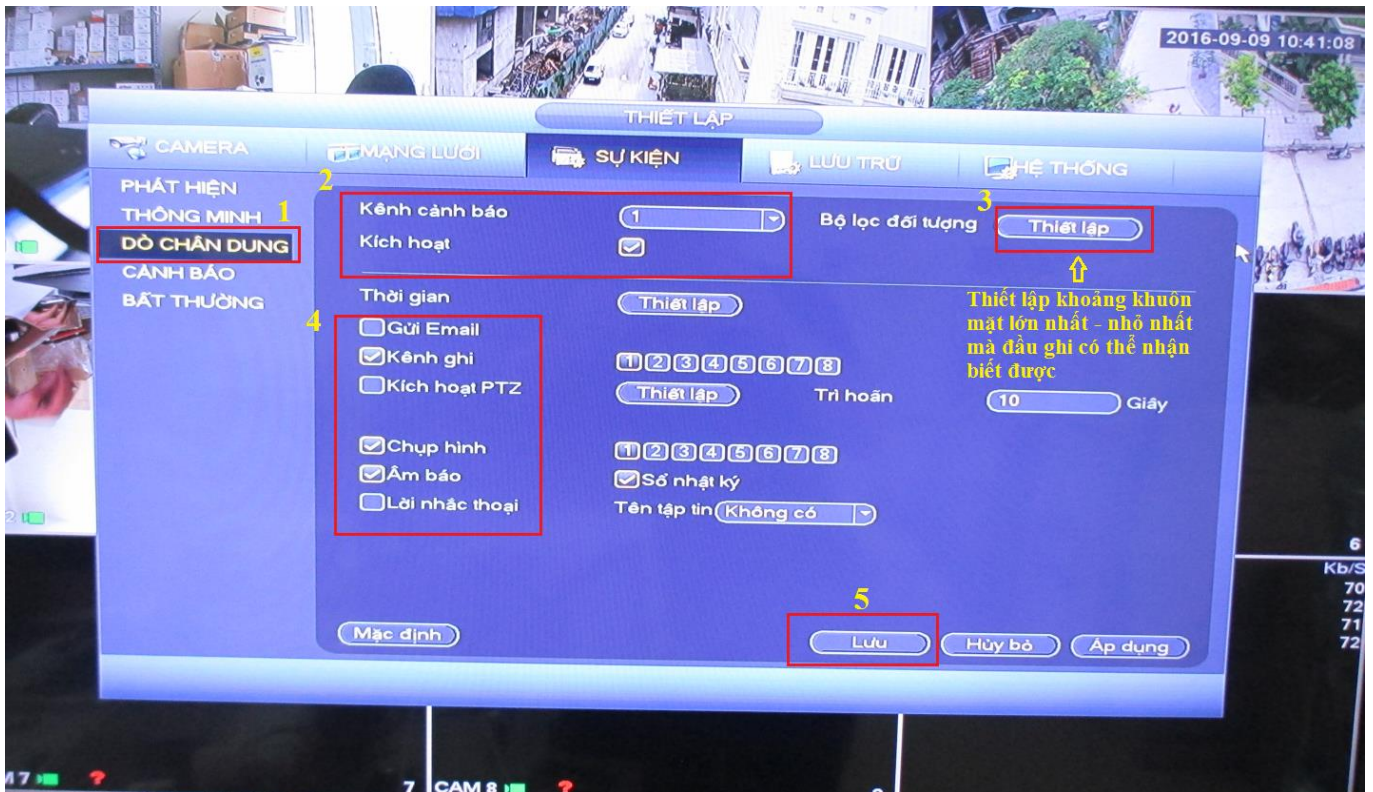 2016-09-09 10:41:08
THIẾT LẬP
CAMERA
MẠNG LƯỚI
SỰ KIỆN
LƯU TRỮ
HỆ THỐNG
PHÁT HIỆN
THÔNG MINH
1
DÒ CHÂN DUNG
CẢNH BÁO
BẤT THƯỜNG
2
Kênh cảnh báo 1
Bộ lọc đối tượng Thiết lập
3
Kích hoạt
Thời gian Thiết lập
Thiết lập khoảng khuôn
mặt lớn nhất - nhỏ nhất
mà đầu ghi có thể nhận
biết được
4
Gửi Email
Kênh ghi 1 2 3 4 5 6 7 8
Kích hoạt PTZ Thiết lập Trì hoãn 10 Giây
Chụp hình 1 2 3 4 5 6 7 8
Âm báo Sổ nhật ký
Lời nhắc thoại Tên tập tin Không có
5
Mặc định Lưu Hủy bỏ Áp dụng
2
6
Kb/S
70
72
71
72
M 7 ?
7
CAM 8 ?